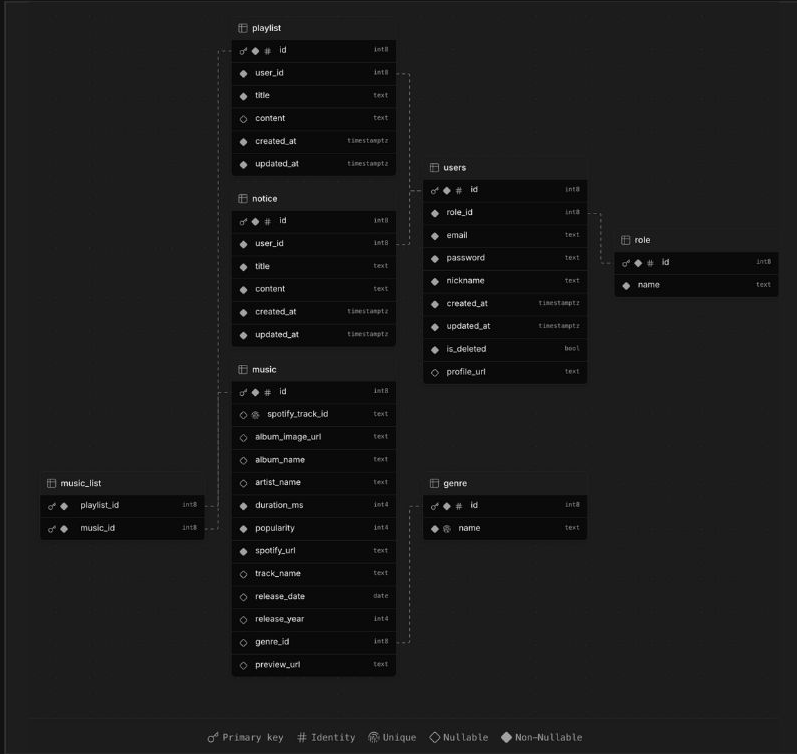 playlist
id int8
user_id int8
title text
content text
created_at timestamptz
updated_at timestamptz
users
id int8
role_id int8
email text
password text
nickname text
created_at timestamptz
updated_at timestamptz
is_deleted bool
profile_url text
notice
id int8
user_id int8
title text
content text
created_at timestamptz
updated_at timestamptz
role
id int8
name text
music
id int8
spotify_track_id text
album_image_url text
album_name text
artist_name text
duration_ms int4
popularity int4
spotify_url text
track_name text
release_date date
release_year int4
genre_id int8
preview_url text
music_list
playlist_id int8
music_id int8
genre
id int8
name text
Primary key # Identity Unique Nullable Non-Nullable